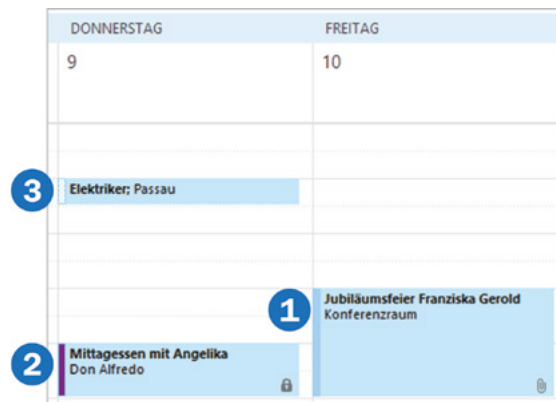 DONNERSTAG FREITAG
9 10
3 Elektriker; Passau
1 Jubiläumsfeier Franziska Gerold
Konferenzraum
2 Mittagessen mit Angelika
Don Alfredo